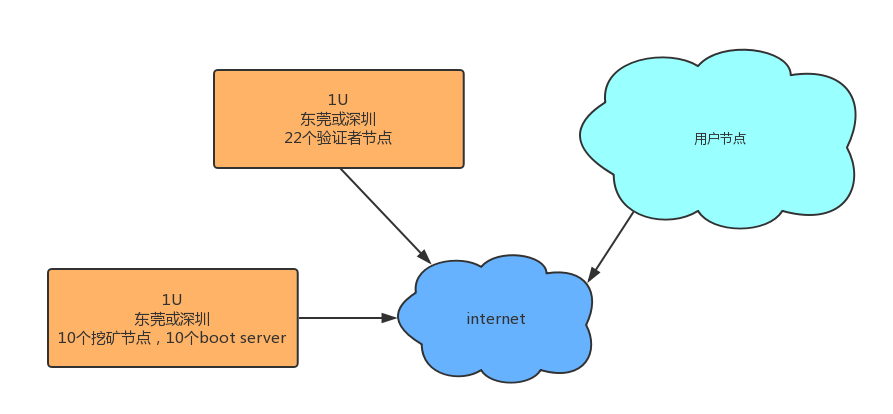 1U
东莞或深圳
22个验证者节点
用户节点
1U
东莞或深圳
10个挖矿节点，10个boot server
internet